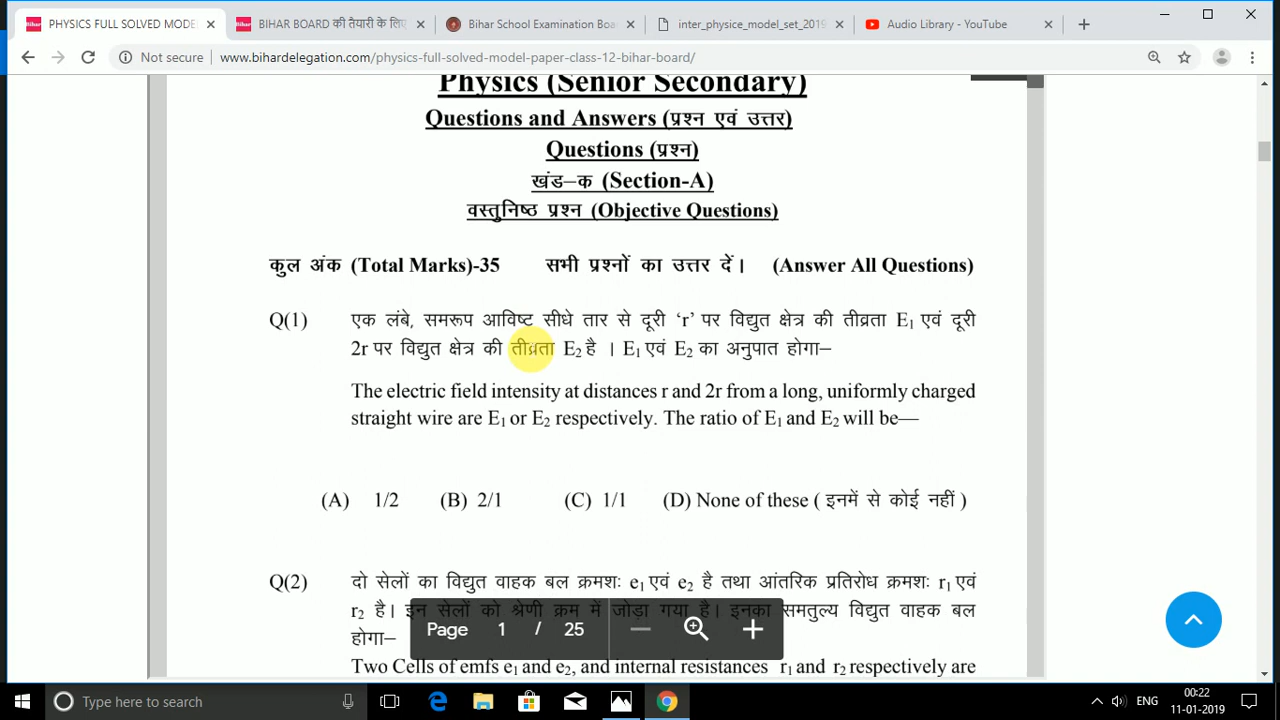 PHYSICS FULL SOLVED MODE
BIHAR BOARD की तैयारी के लिए
Bihar School Examination Boa
inter_physice_model_set_2019
Audio Library - YouTube
Not secure
www.bihardelegation.com/physics-full-solved-model-paper-class-12-bihar-board/
Physics (Senior Secondary)
Questions and Answers (प्रश्न एवं उत्तर)
Questions (प्रश्न)
खंड–क (Section-A)
वस्तुनिष्ठ प्रश्न (Objective Questions)
कुल अंक (Total Marks)-35 सभी प्रश्नों का उत्तर दें। (Answer All Questions)
Q(1) एक लंबे, समरूप आविष्ट सीधे तार से दूरी ‘r’ पर विद्युत क्षेत्र की तीव्रता E₁ एवं दूरी
2r पर विद्युत क्षेत्र की तीव्रता E₂ है । E₁ एवं E₂ का अनुपात होगा–
The electric field intensity at distances r and 2r from a long, uniformly charged
straight wire are E₁ or E₂ respectively. The ratio of E₁ and E₂ will be—
(A) 1/2 (B) 2/1 (C) 1/1 (D) None of these ( इनमें से कोई नहीं )
Q(2) दो सेलों का विद्युत वाहक बल क्रमशः e₁ एवं e₂ है तथा आंतरिक प्रतिरोध क्रमशः r₁ एवं
r₂ है। इन सेलों को श्रेणी क्रम में जोड़ा गया है। इनका समतुल्य विद्युत वाहक बल
होगा–
Page 1 / 25
Two Cells of emfs e₁ and e₂, and internal resistances r₁ and r₂ respectively are
Type here to search
ENG
00:22
11-01-2019